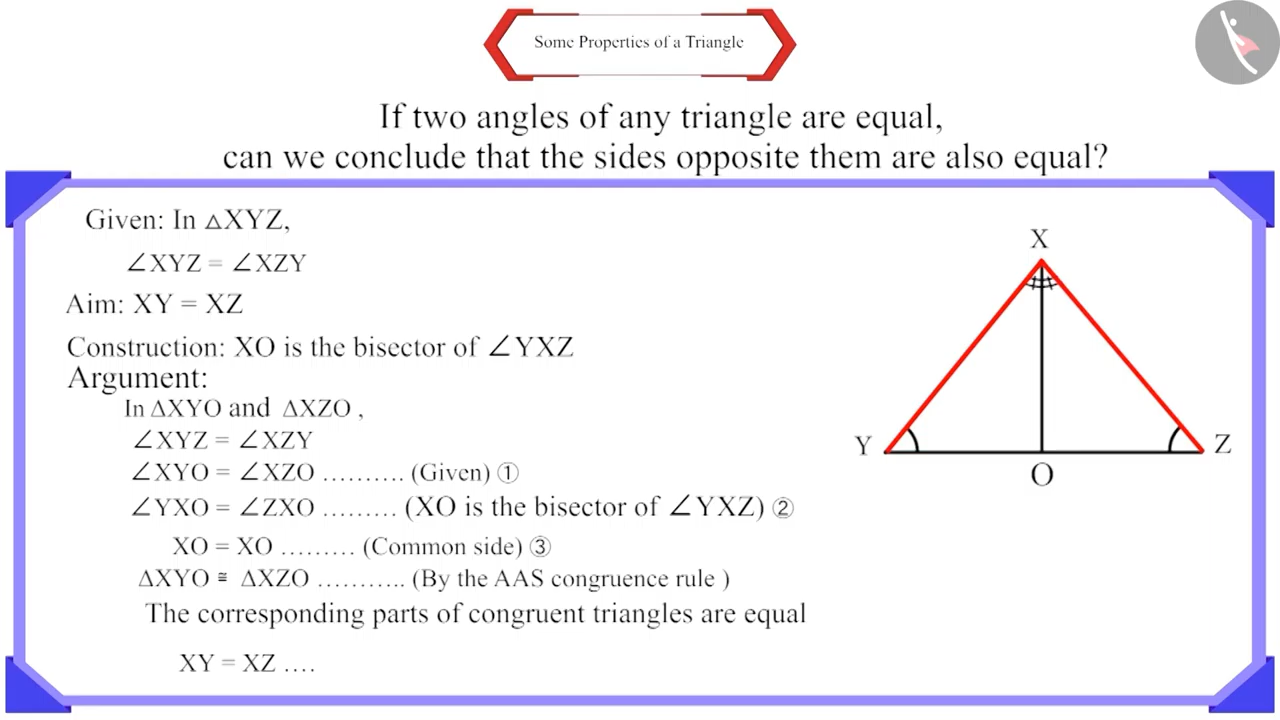 Some Properties of a Triangle
If two angles of any triangle are equal,
can we conclude that the sides opposite them are also equal?
Given: In △XYZ,
∠XYZ = ∠XZY
Aim: XY = XZ
Construction: XO is the bisector of ∠YXZ
Argument:
In ΔXYO and ΔXZO ,
∠XYZ = ∠XZY
∠XYO = ∠XZO .......... (Given) ①
∠YXO = ∠ZXO ......... (XO is the bisector of ∠YXZ) ②
XO = XO ......... (Common side) ③
ΔXYO ≅ ΔXZO ........... (By the AAS congruence rule )
The corresponding parts of congruent triangles are equal
XY = XZ ....
X
Y
Z
O